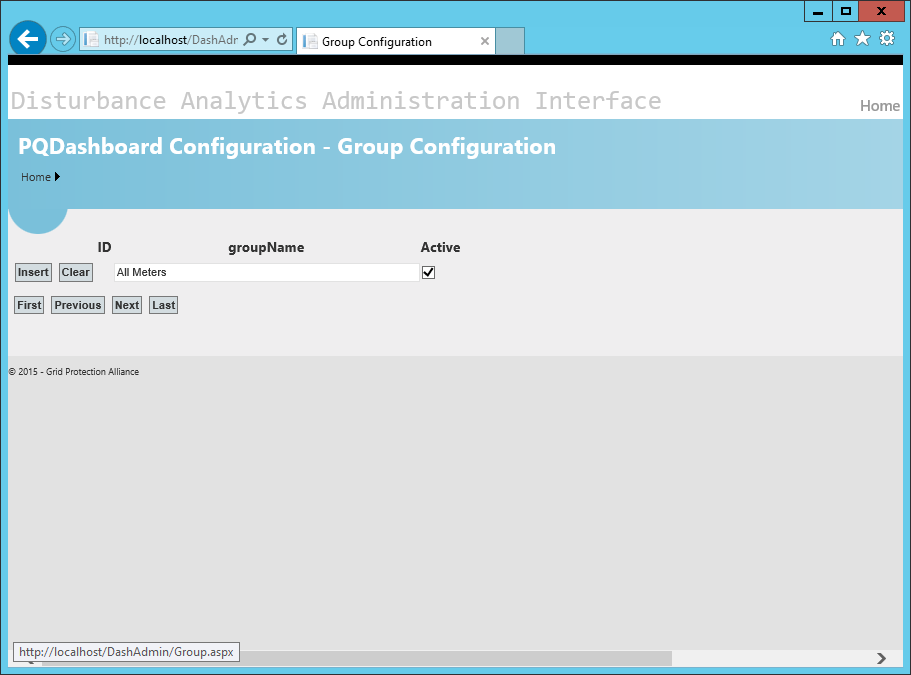 http://localhost/DashAdr
Group Configuration
Disturbance Analytics Administration Interface
Home
PQDashboard Configuration - Group Configuration
Home
ID groupName Active
Insert Clear All Meters
First Previous Next Last
© 2015 - Grid Protection Alliance
http://localhost/DashAdmin/Group.aspx